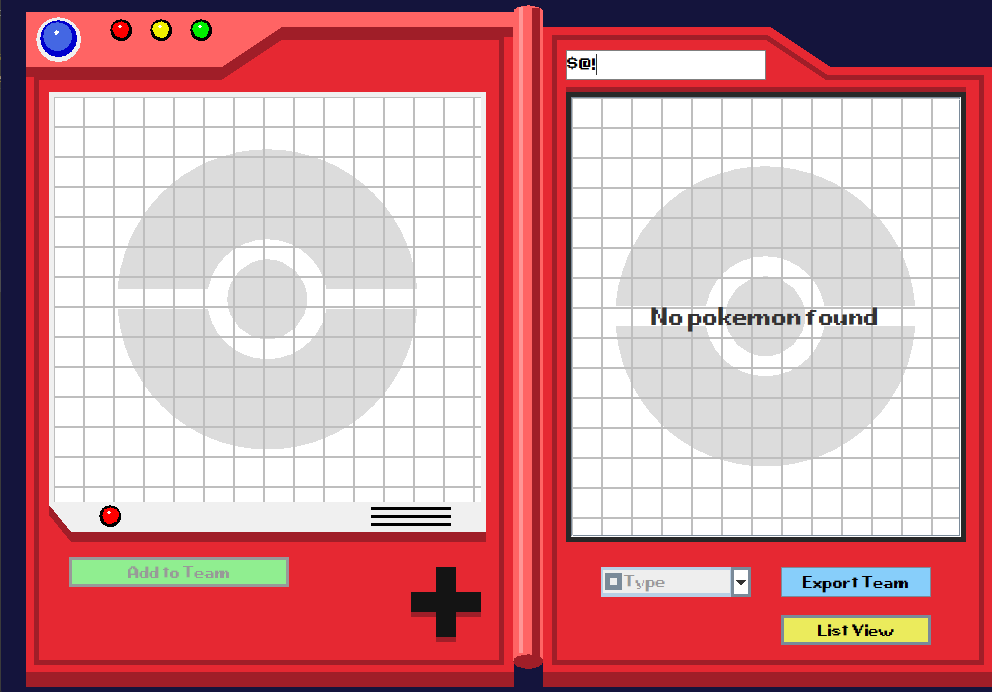 $@!
No pokemon found
Add to Team
Type
Export Team
List View